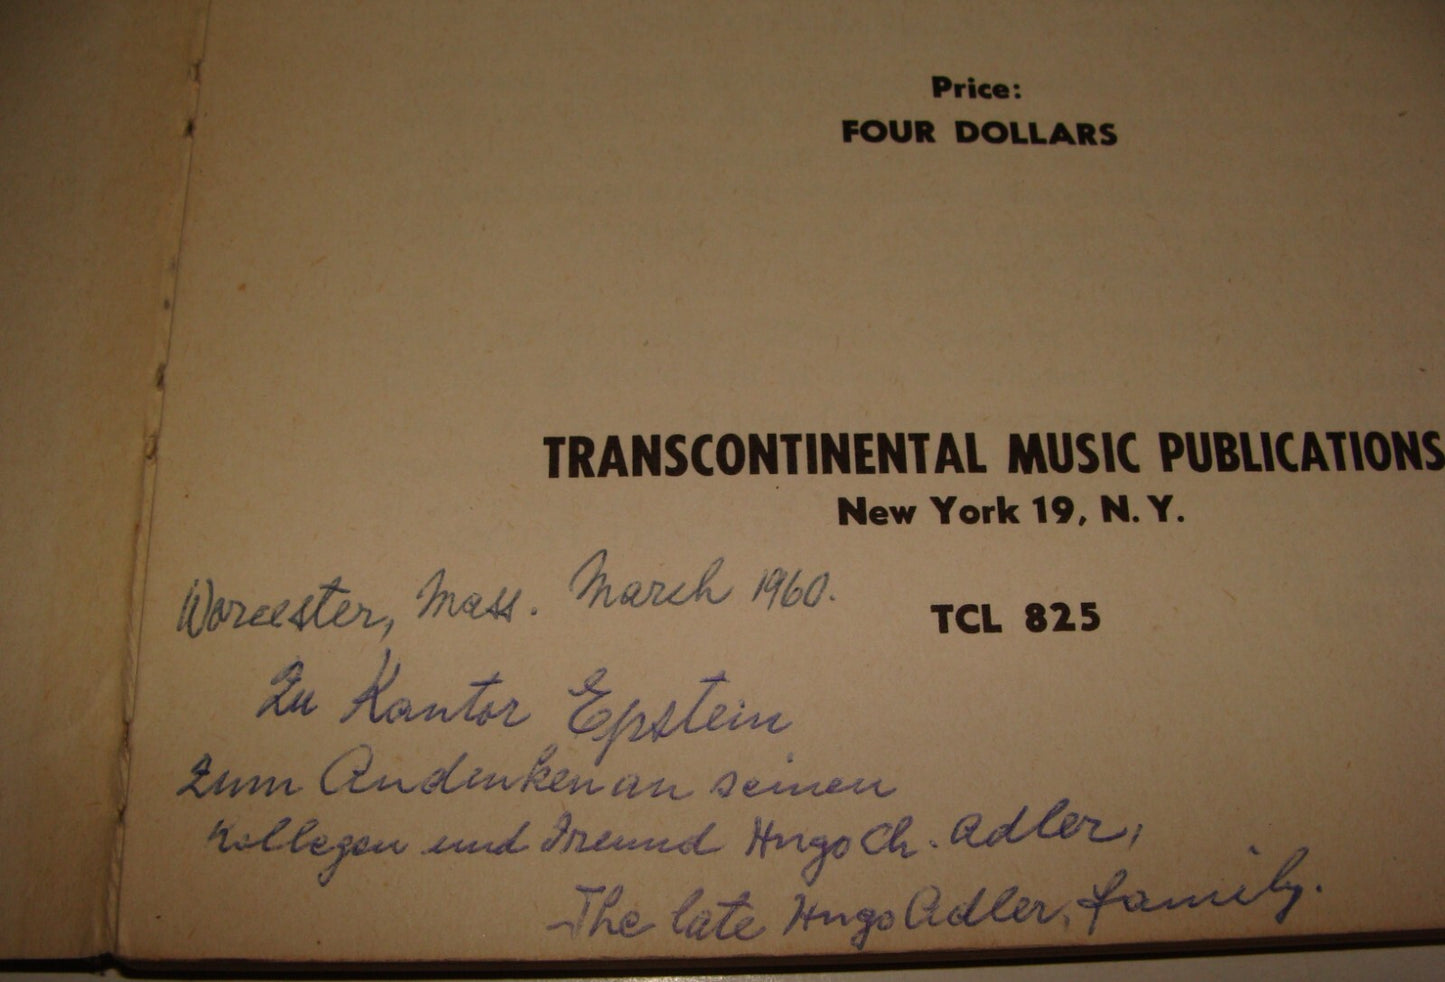 Price:
FOUR DOLLARS
TRANSCONTINENTAL MUSIC PUBLICATIONS
New York 19, N. Y.
TCL 825
Worcester, Mass. March 1960.
Zu Kantor Epstein
zum Andenken an seinen
Kollegen und Freund Hugo Ch. Adler,
The late Hugo Adler, family.